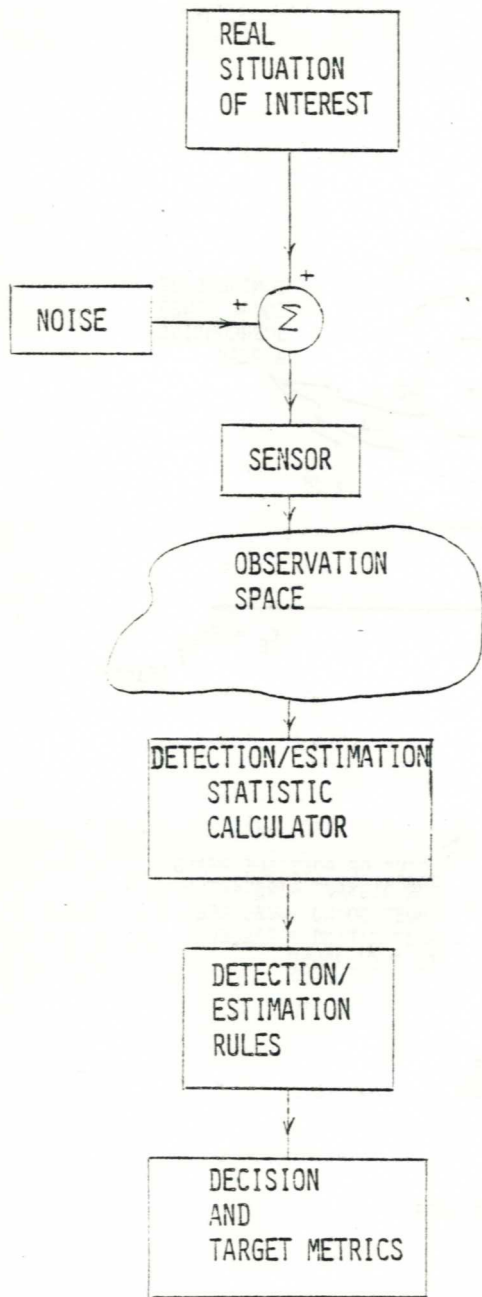 REAL
SITUATION
OF INTEREST
+
+
NOISE
Σ
SENSOR
OBSERVATION
SPACE
DETECTION/ESTIMATION
STATISTIC
CALCULATOR
DETECTION/
ESTIMATION
RULES
DECISION
AND
TARGET METRICS